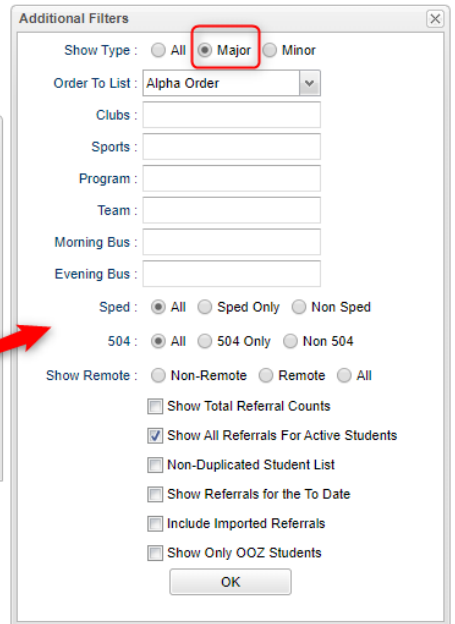 Additional Filters
Show Type : All Major Minor
Order To List : Alpha Order
Clubs :
Sports :
Program :
Team :
Morning Bus :
Evening Bus :
Sped : All Sped Only Non Sped
504 : All 504 Only Non 504
Show Remote : Non-Remote Remote All
Show Total Referral Counts
Show All Referrals For Active Students
Non-Duplicated Student List
Show Referrals for the To Date
Include Imported Referrals
Show Only OOZ Students
OK